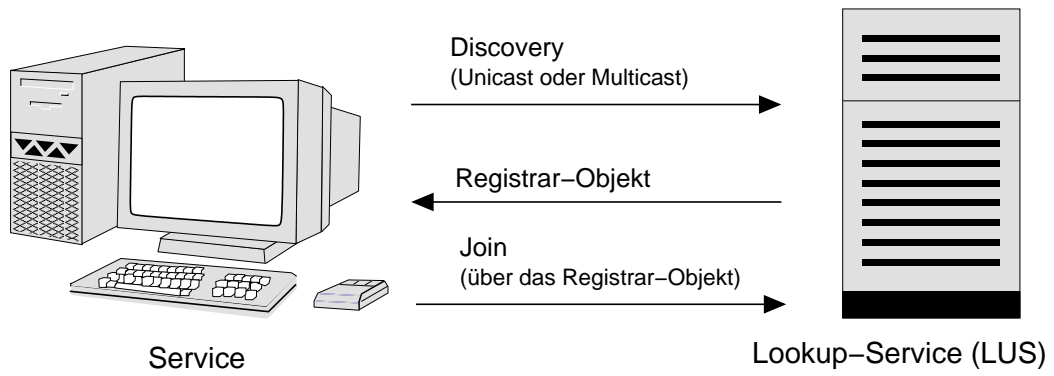 Discovery
(Unicast oder Multicast)
Registrar−Objekt
Join
(über das Registrar−Objekt)
Service
Lookup−Service (LUS)